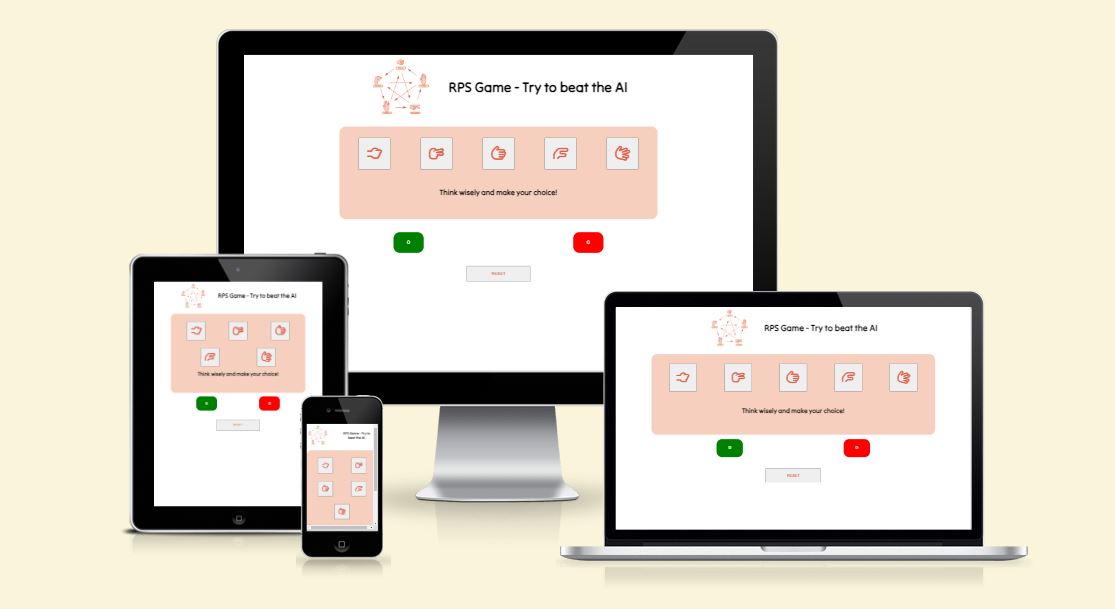 RPS Game - Try to beat the AI
Think wisely and make your choice!
0
0
RESET
RPS Game - Try to beat the AI
Think wisely and make your choice!
0
0
RESET
RPS Game - Try to
beat the AI
RPS Game - Try to beat the AI
Think wisely and make your choice!
0
0
RESET